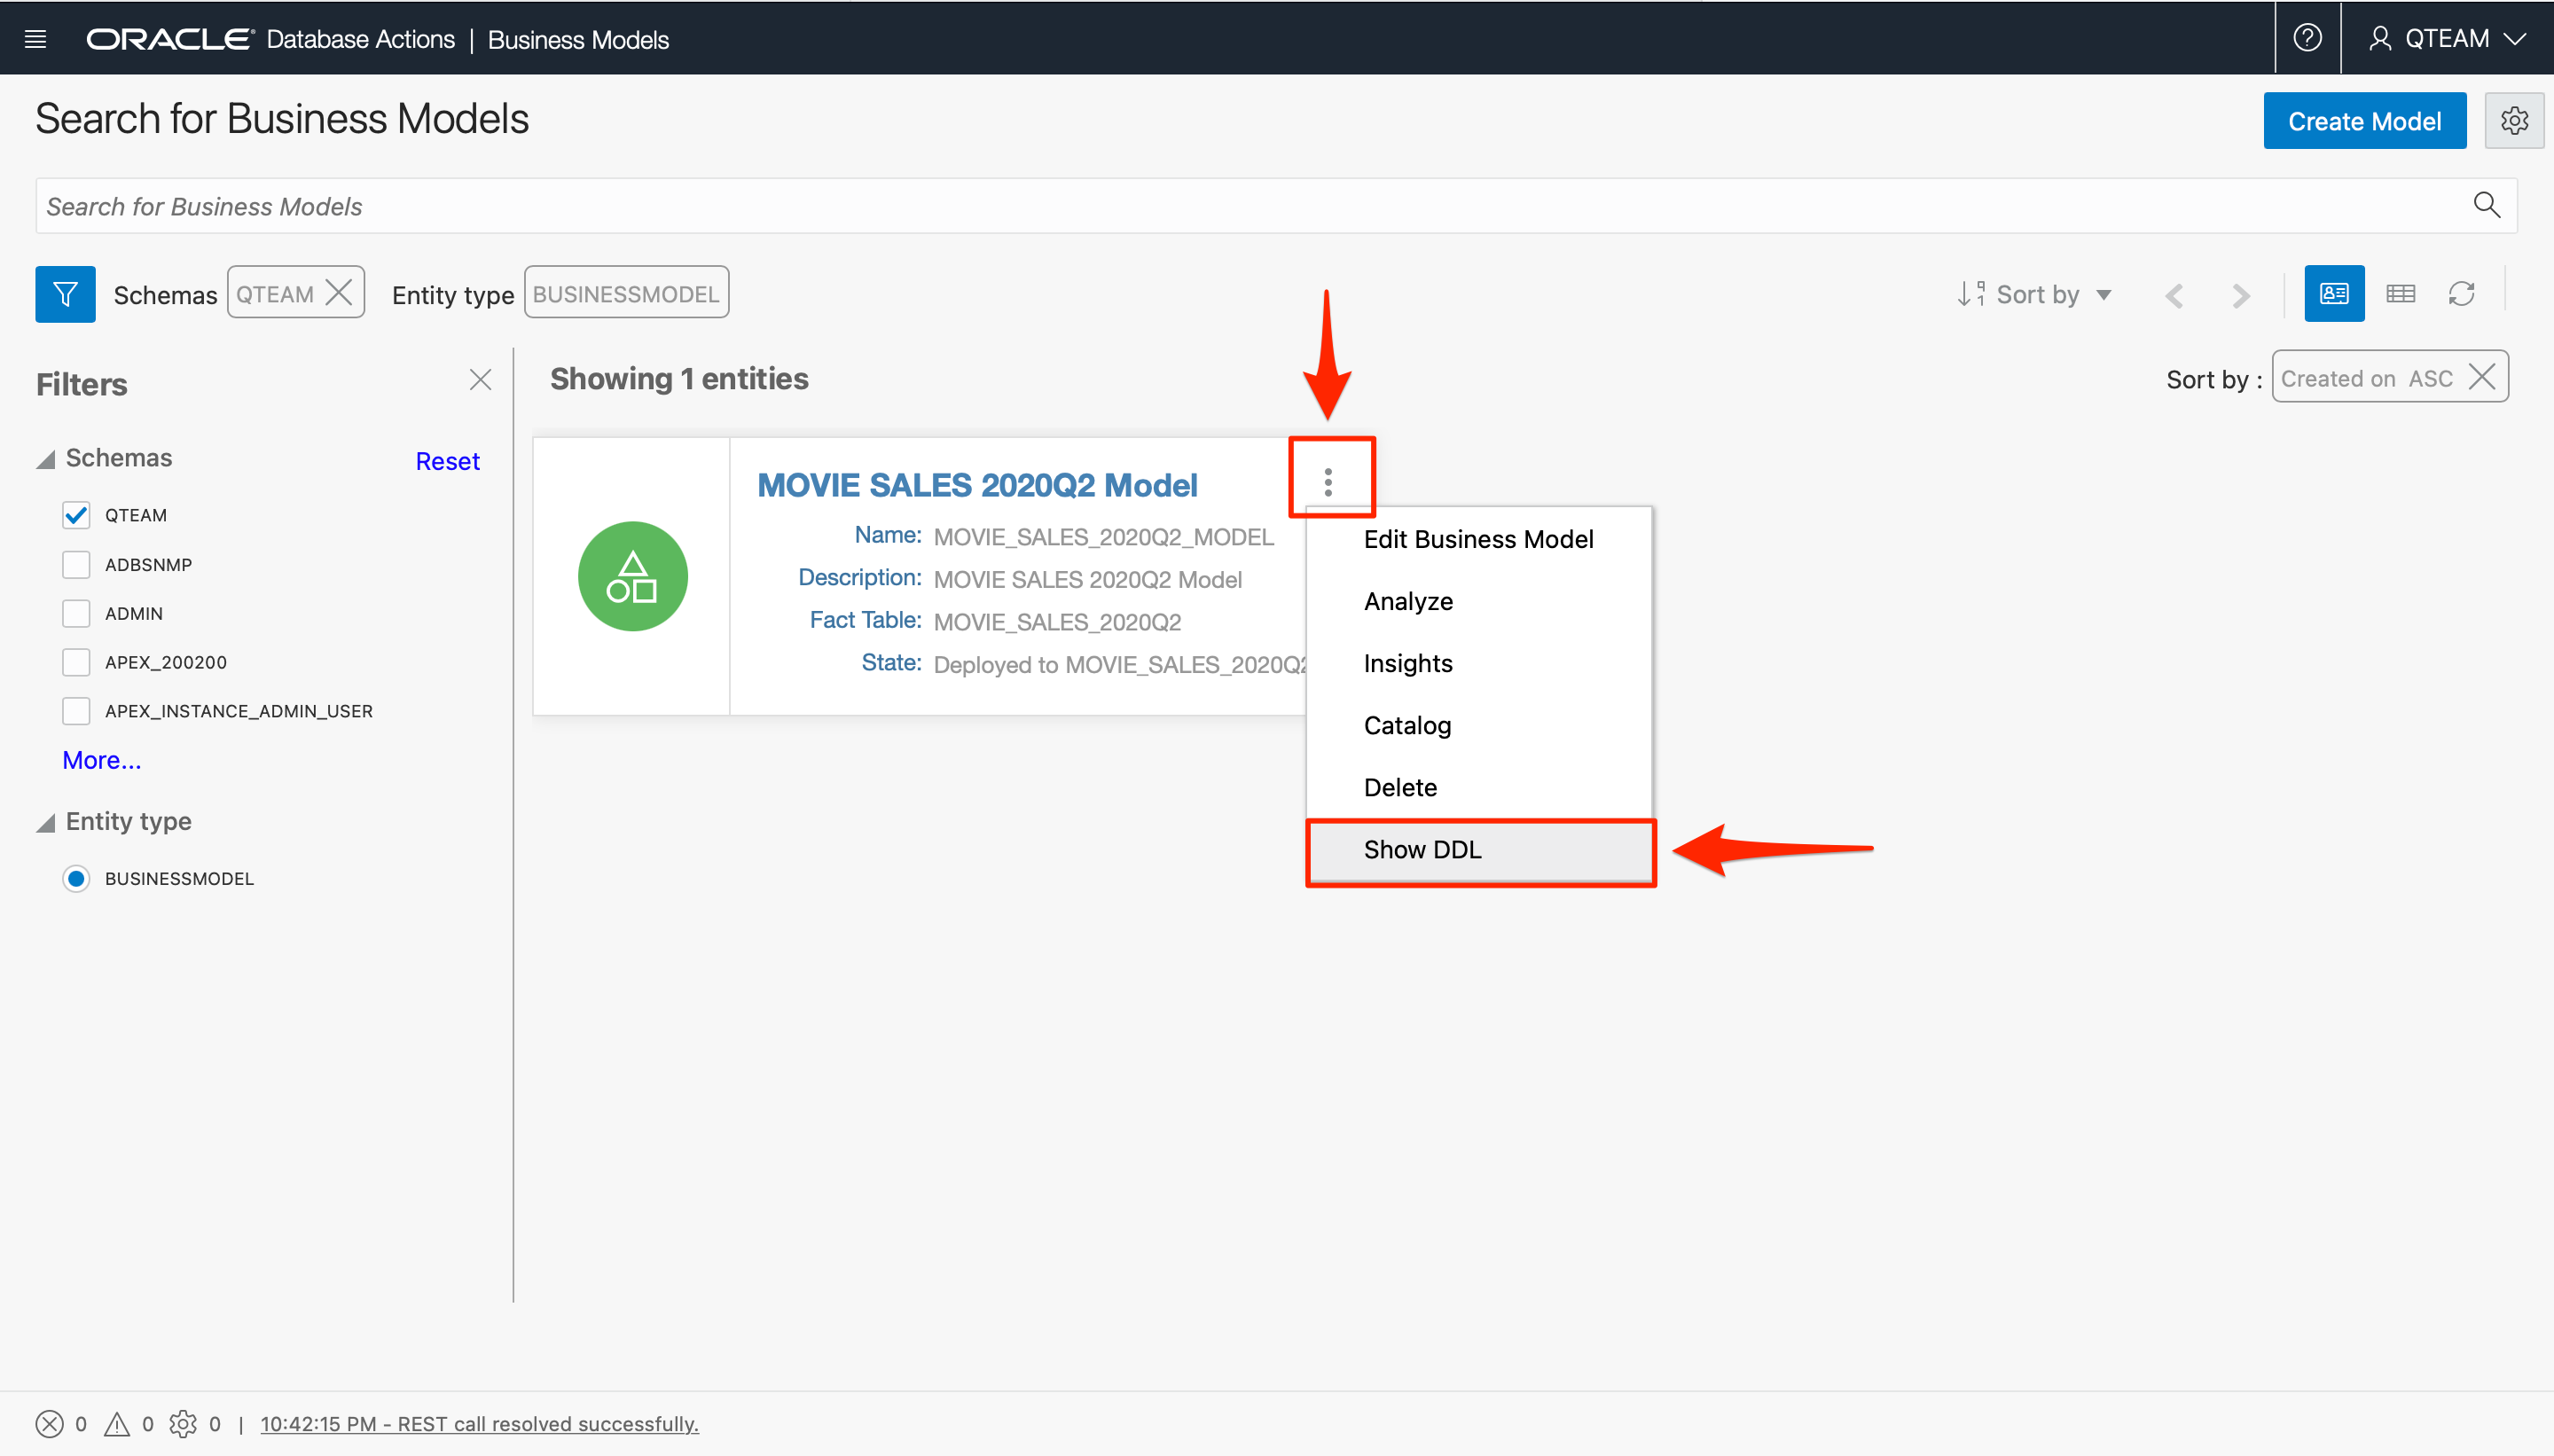 ORACLE Database Actions | Business Models
QTEAM
Search for Business Models
Create Model
Search for Business Models
Schemas QTEAM Entity type BUSINESSMODEL
Sort by
Filters
Schemas
Reset
QTEAM
ADBSNMP
ADMIN
APEX_200200
APEX_INSTANCE_ADMIN_USER
More...
Entity type
BUSINESSMODEL
Showing 1 entities
Sort by : Created on ASC
MOVIE SALES 2020Q2 Model
Name: MOVIE_SALES_2020Q2_MODEL
Description: MOVIE SALES 2020Q2 Model
Fact Table: MOVIE_SALES_2020Q2
State: Deployed to MOVIE_SALES_2020Q2
Edit Business Model
Analyze
Insights
Catalog
Delete
Show DDL
0 0 0 | 10:42:15 PM - REST call resolved successfully.